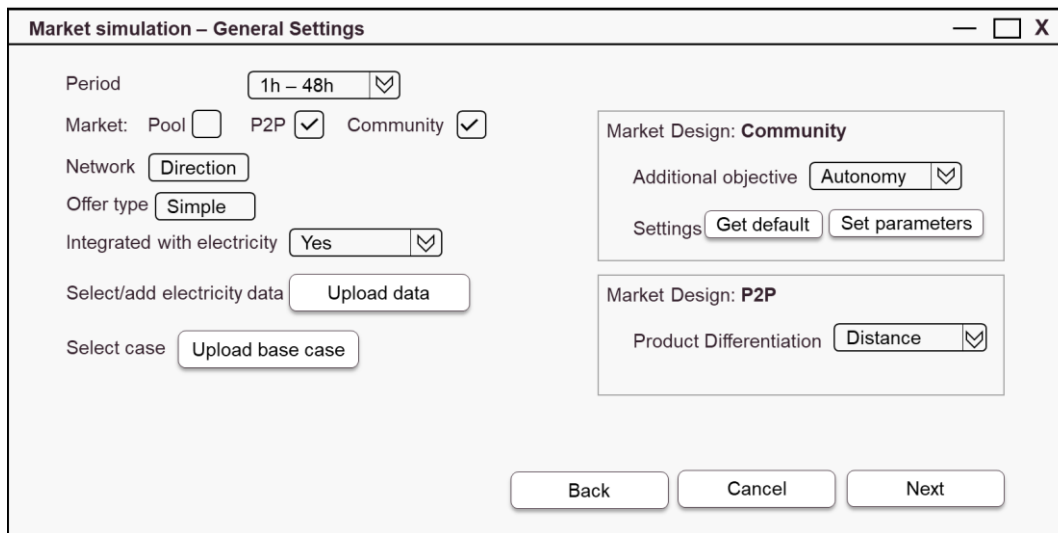 Market simulation – General Settings X
Period 1h – 48h
Market: Pool P2P Community
Network Direction
Offer type Simple
Integrated with electricity Yes
Select/add electricity data Upload data
Select case Upload base case
Market Design: Community
Additional objective Autonomy
Settings Get default Set parameters
Market Design: P2P
Product Differentiation Distance
Back Cancel Next